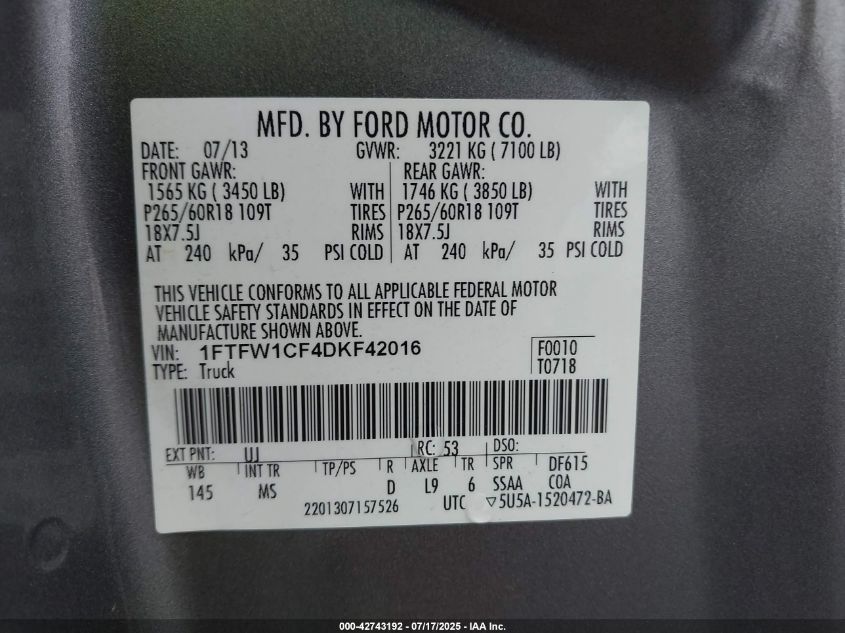 MFD. BY FORD MOTOR CO.
DATE: 07/13 GVWR: 3221 KG ( 7100 LB)
FRONT GAWR: REAR GAWR:
1565 KG ( 3450 LB) WITH 1746 KG ( 3850 LB) WITH
P265/60R18 109T TIRES P265/60R18 109T TIRES
18X7.5J RIMS 18X7.5J RIMS
AT 240 kPa/ 35 PSI COLD AT 240 kPa/ 35 PSI COLD
THIS VEHICLE CONFORMS TO ALL APPLICABLE FEDERAL MOTOR
VEHICLE SAFETY STANDARDS IN EFFECT ON THE DATE OF
MANUFACTURE SHOWN ABOVE.
VIN: 1FTFW1CF4DKF42016 F0010
TYPE: Truck T0718
EXT PNT: UJ RC: 53 DSO:
WB INT TR TP/PS R AXLE TR SPR DF615
145 MS D L9 6 SSAA COA
2201307157526 UTC ▽5U5A-1520472-BA
000-42743192 - 07/17/2025 - IAA Inc.